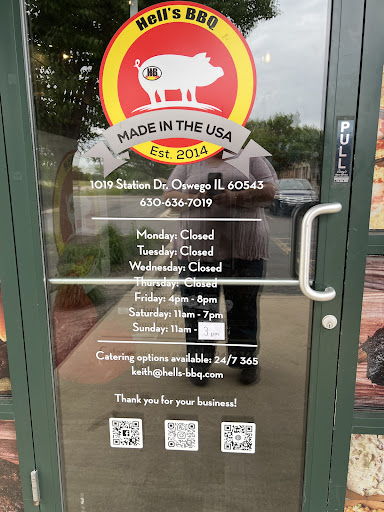 Hell's BBQ
HB
MADE IN THE USA
Est. 2014
PULL
1019 Station Dr. Oswego IL 60543
630-636-7019
Monday: Closed
Tuesday: Closed
Wednesday: Closed
Thursday: Closed
Friday: 4pm - 8pm
Saturday: 11am - 7pm
Sunday: 11am - 3pm
Catering options available: 24/7 365
keith@hells-bbq.com
Thank you for your business!